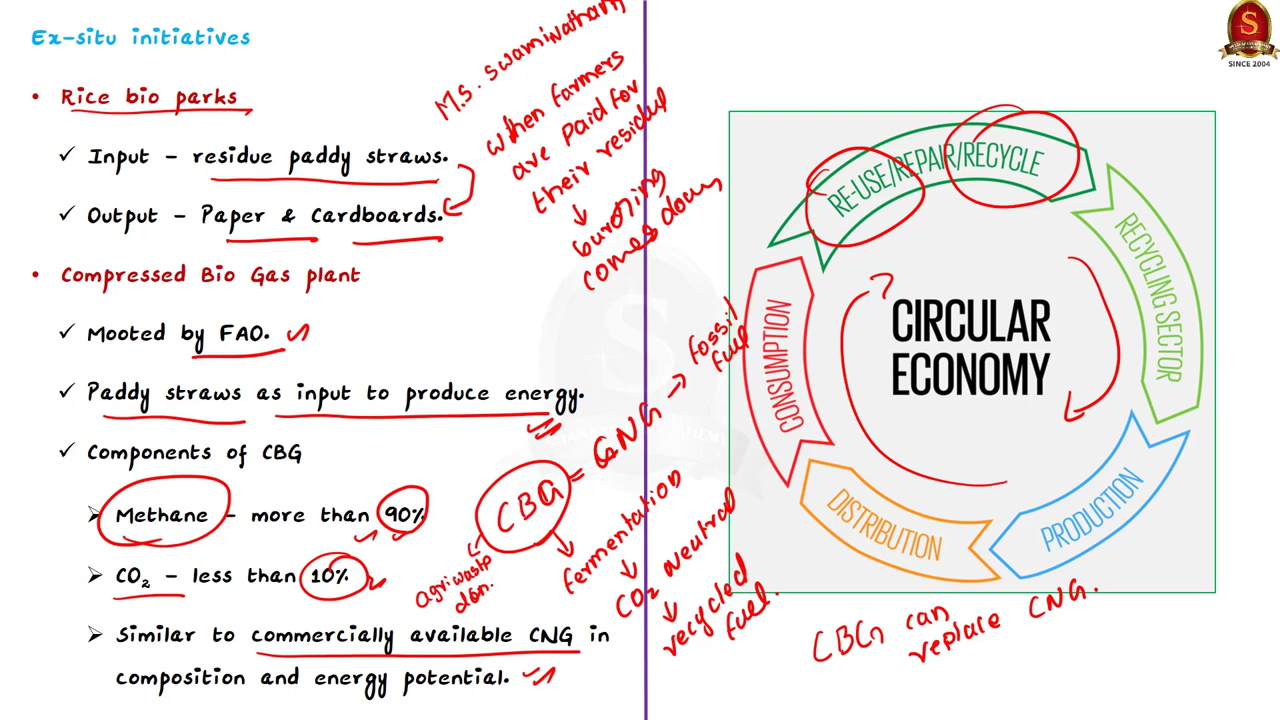 Ex-situ initiatives
• Rice bio parks
✓ Input - residue paddy straws.
✓ Output - Paper & Cardboards.
• Compressed Bio Gas plant
✓ Mooted by FAO.
✓ Paddy straws as input to produce energy.
✓ Components of CBG
➤ Methane - more than 90%
➤ CO₂ - less than 10%
➤ Similar to commercially available CNG in
composition and energy potential.
M.S. Swaminathan
When farmers
are paid for
their residue
↓
burning
comes down
CBG = CNG → fossil
fuel
agri waste
fermentation
↓
CO₂ neutral
↓
recycled
fuel.
SINCE 2004
RE-USE/REPAIR/RECYCLE
RECYCLING SECTOR
PRODUCTION
DISTRIBUTION
CONSUMPTION
CIRCULAR
ECONOMY
CBG can
replace CNG.